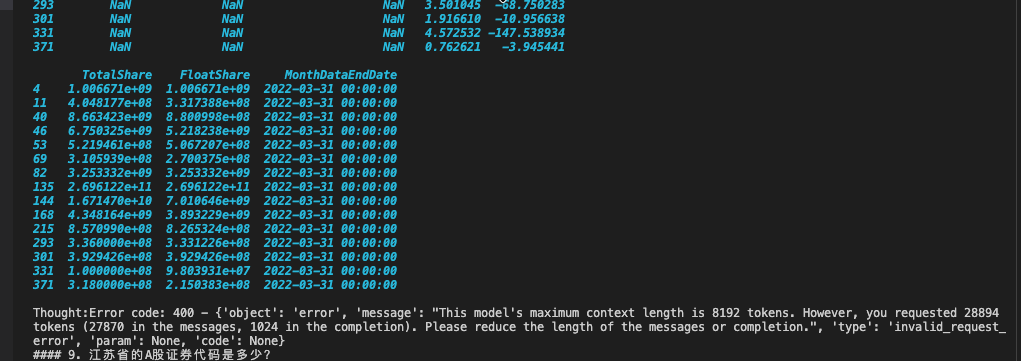 293 NaN NaN NaN 3.501045 -68.750283
301 NaN NaN NaN 1.916610 -10.956638
331 NaN NaN NaN 4.572532 -147.538934
371 NaN NaN NaN 0.762621 -3.945441
TotalShare FloatShare MonthDataEndDate
4 1.006671e+09 1.006671e+09 2022-03-31 00:00:00
11 4.048177e+08 3.317388e+08 2022-03-31 00:00:00
40 8.663423e+09 8.800998e+08 2022-03-31 00:00:00
46 6.750325e+09 5.218238e+09 2022-03-31 00:00:00
53 5.219461e+08 5.067207e+08 2022-03-31 00:00:00
69 3.105939e+08 2.700375e+08 2022-03-31 00:00:00
82 3.253332e+09 3.253332e+09 2022-03-31 00:00:00
135 2.696122e+11 2.696122e+11 2022-03-31 00:00:00
144 1.671470e+10 7.010646e+09 2022-03-31 00:00:00
168 4.348164e+09 3.893229e+09 2022-03-31 00:00:00
215 8.570990e+08 8.265324e+08 2022-03-31 00:00:00
293 3.360000e+08 3.331226e+08 2022-03-31 00:00:00
301 3.929426e+08 3.929426e+08 2022-03-31 00:00:00
331 1.000000e+08 9.803931e+07 2022-03-31 00:00:00
371 3.180000e+08 2.150383e+08 2022-03-31 00:00:00
Thought:Error code: 400 - {'object': 'error', 'message': "This model's maximum context length is 8192 tokens. However, you requested 28894
tokens (27870 in the messages, 1024 in the completion). Please reduce the length of the messages or completion.", 'type': 'invalid_request_
error', 'param': None, 'code': None}
#### 9. 江苏省的A股证券代码是多少?